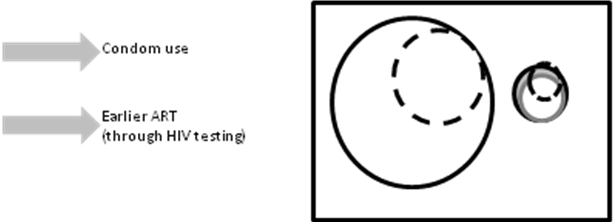 Condom use
Earlier ART
(through HIV testing)